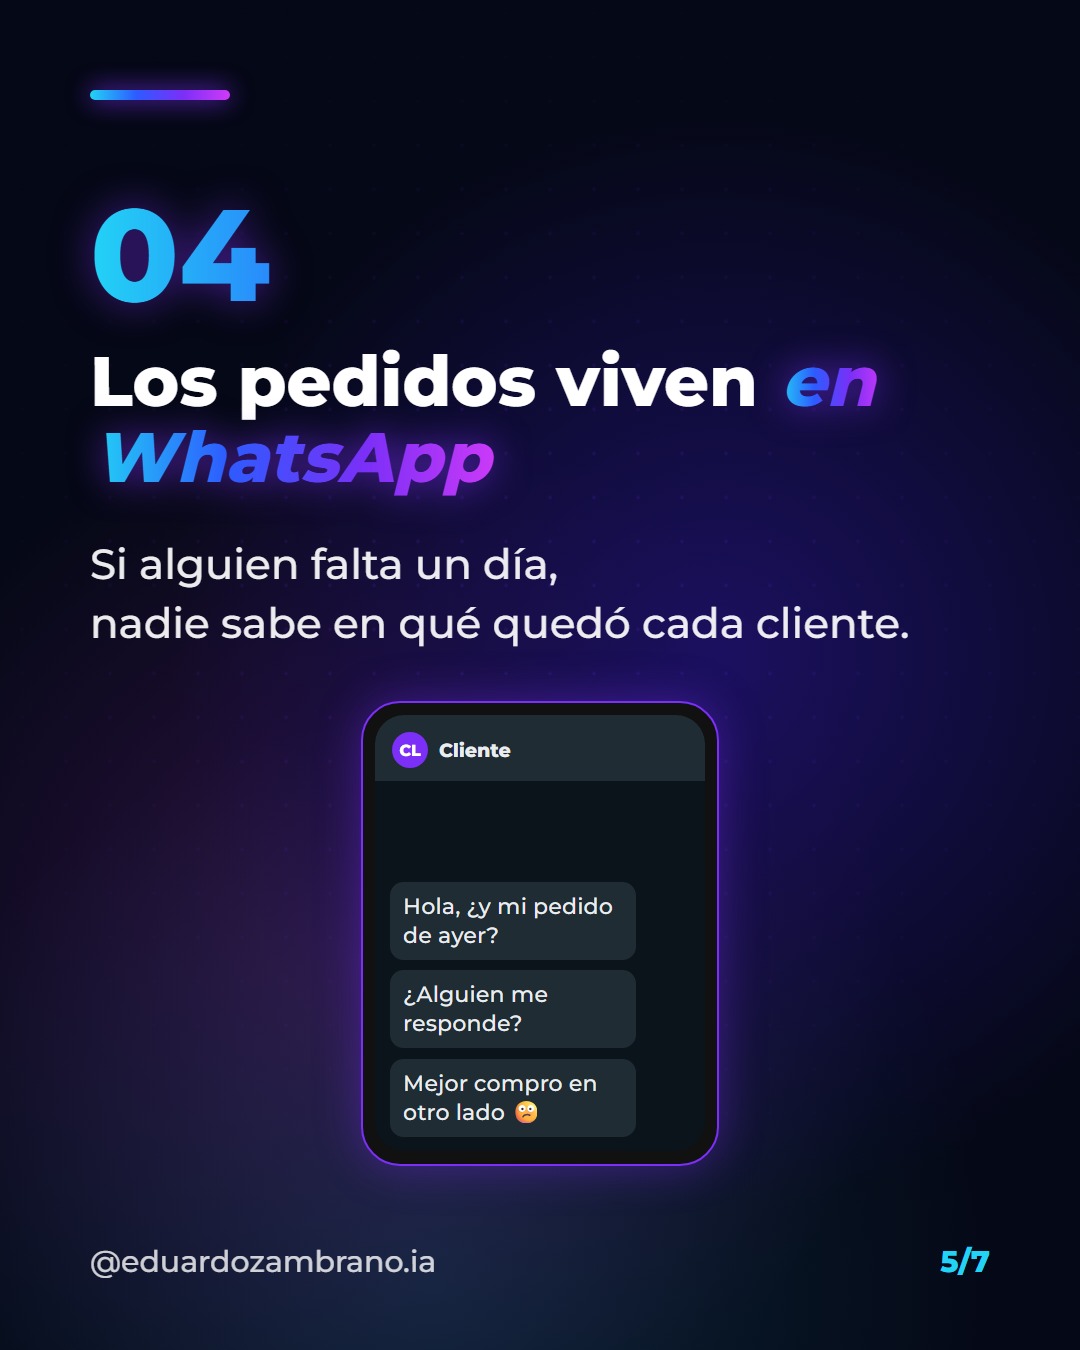 04
Los pedidos viven en
WhatsApp
Si alguien falta un día,
nadie sabe en qué quedó cada cliente.
CL Cliente
Hola, ¿y mi pedido
de ayer?
¿Alguien me
responde?
Mejor compro en
otro lado 🫤
@eduardozambrano.ia
5/7